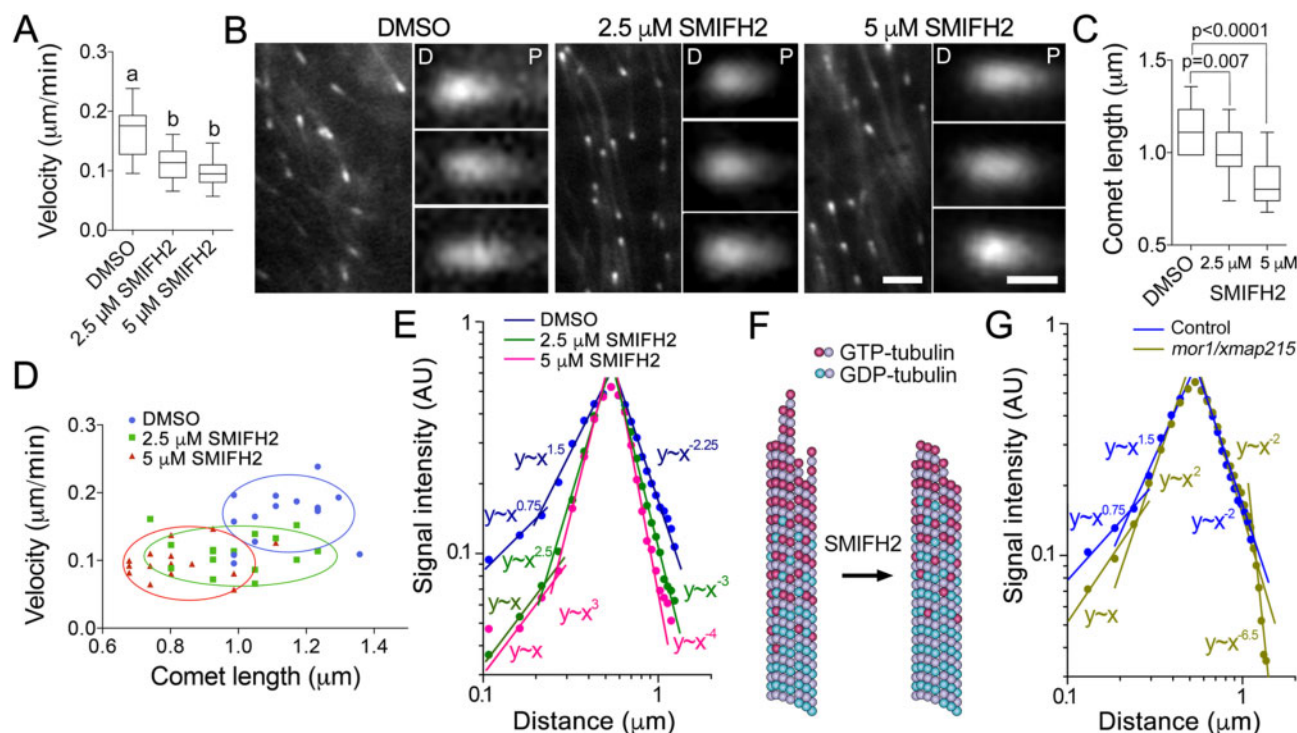 A
Velocity (μm/min)
0.3
0.2
0.1
0.0
a
b
b
DMSO
2.5 μM SMIFH2
5 μM SMIFH2
B
DMSO
2.5 μM SMIFH2
5 μM SMIFH2
D
P
D
P
D
P
C
Comet length (μm)
1.5
1.0
0.5
p<0.0001
p=0.007
DMSO
2.5 μM
5 μM
SMIFH2
D
DMSO
2.5 μM SMIFH2
5 μM SMIFH2
Velocity (μm/min)
0.3
0.2
0.1
0.0
0.6
0.8
1.0
1.2
1.4
Comet length (μm)
E
DMSO
2.5 μM SMIFH2
5 μM SMIFH2
Signal intensity (AU)
1
0.1
y~x^1.5
y~x^-2.25
y~x^0.75
y~x^2.5
y~x^-3
y~x
y~x^3
y~x
y~x^-4
0.1
1
Distance (μm)
F
GTP-tubulin
GDP-tubulin
SMIFH2
G
Control
mor1/xmap215
Signal intensity (AU)
1
0.1
y~x^1.5
y~x^-2
y~x^2
y~x^0.75
y~x^-2
y~x
y~x^-6.5
0.1
1
Distance (μm)